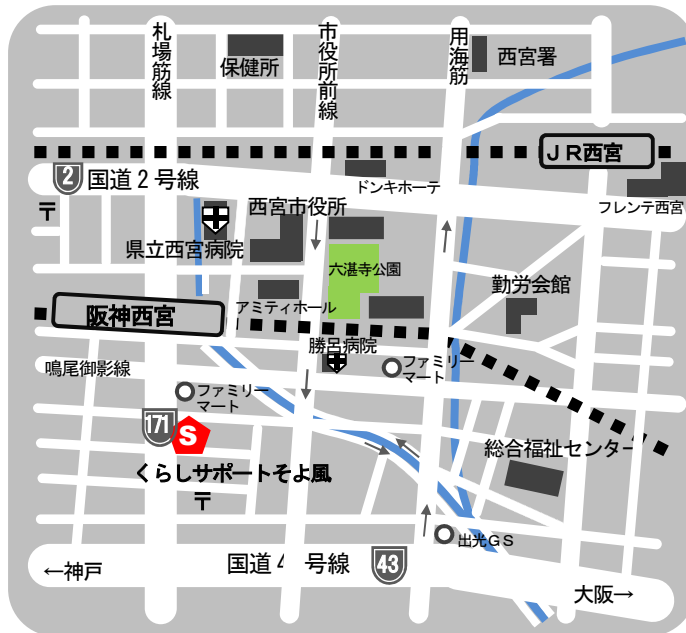 札場筋線
市役所前線
用海筋
保健所
西宮署
JR西宮
2
国道2号線
ドンキホーテ
フレンテ西宮
〒
西宮市役所
県立西宮病院
六湛寺公園
勤労会館
アミティホール
阪神西宮
勝呂病院
ファミリー
マート
鳴尾御影線
ファミリー
マート
171
S
総合福祉センター
くらしサポートそよ風
〒
出光GS
国道4 号線
43
←神戸
大阪→